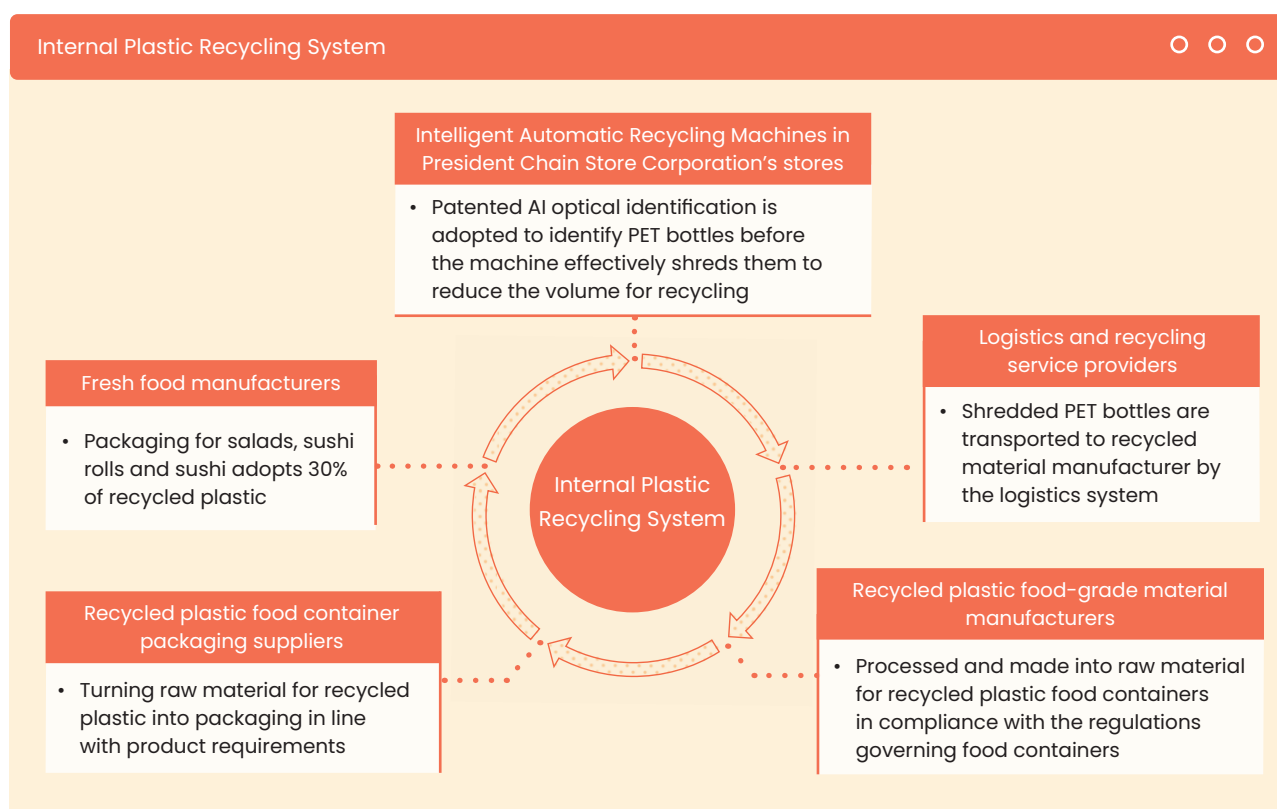 Internal Plastic Recycling System
Intelligent Automatic Recycling Machines in
President Chain Store Corporation’s stores
• Patented AI optical identification is
adopted to identify PET bottles before
the machine effectively shreds them to
reduce the volume for recycling
Logistics and recycling
service providers
• Shredded PET bottles are
transported to recycled
material manufacturer by
the logistics system
Recycled plastic food-grade material
manufacturers
• Processed and made into raw material
for recycled plastic food containers
in compliance with the regulations
governing food containers
Recycled plastic food container
packaging suppliers
• Turning raw material for recycled
plastic into packaging in line
with product requirements
Fresh food manufacturers
• Packaging for salads, sushi
rolls and sushi adopts 30%
of recycled plastic
Internal Plastic
Recycling System